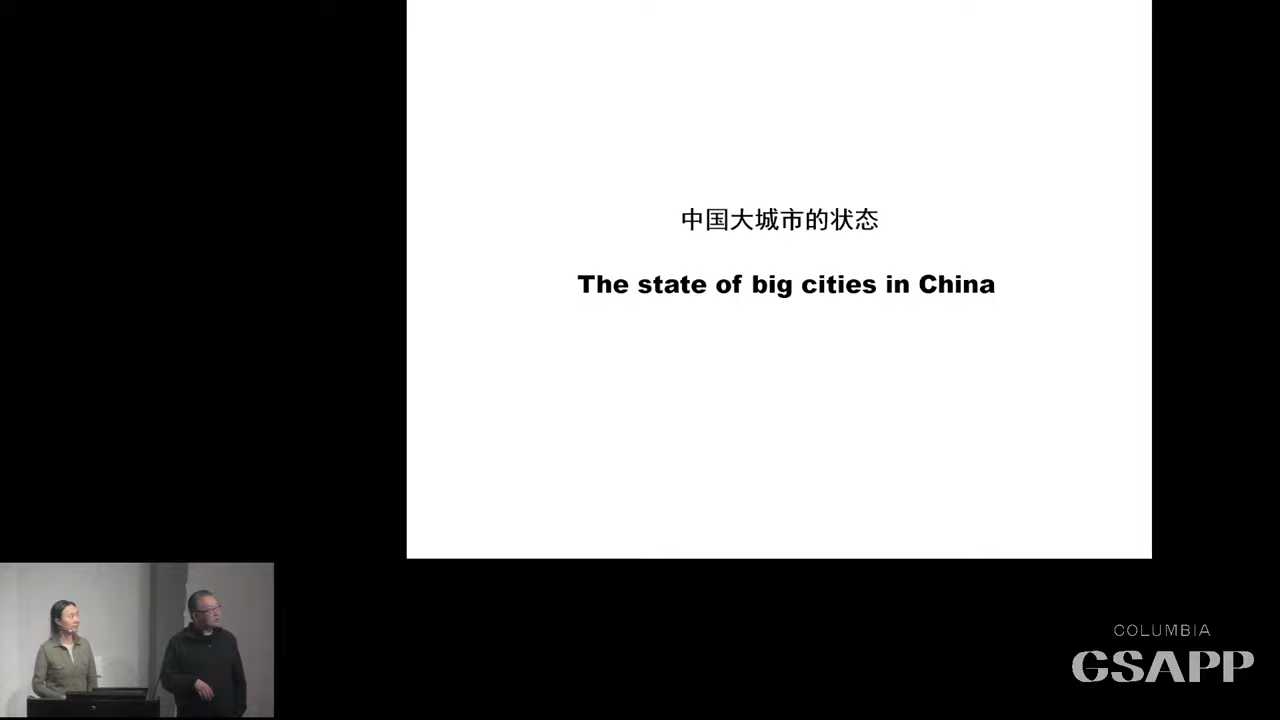 中国大城市的状态
The state of big cities in China
COLUMBIA
GSAPP